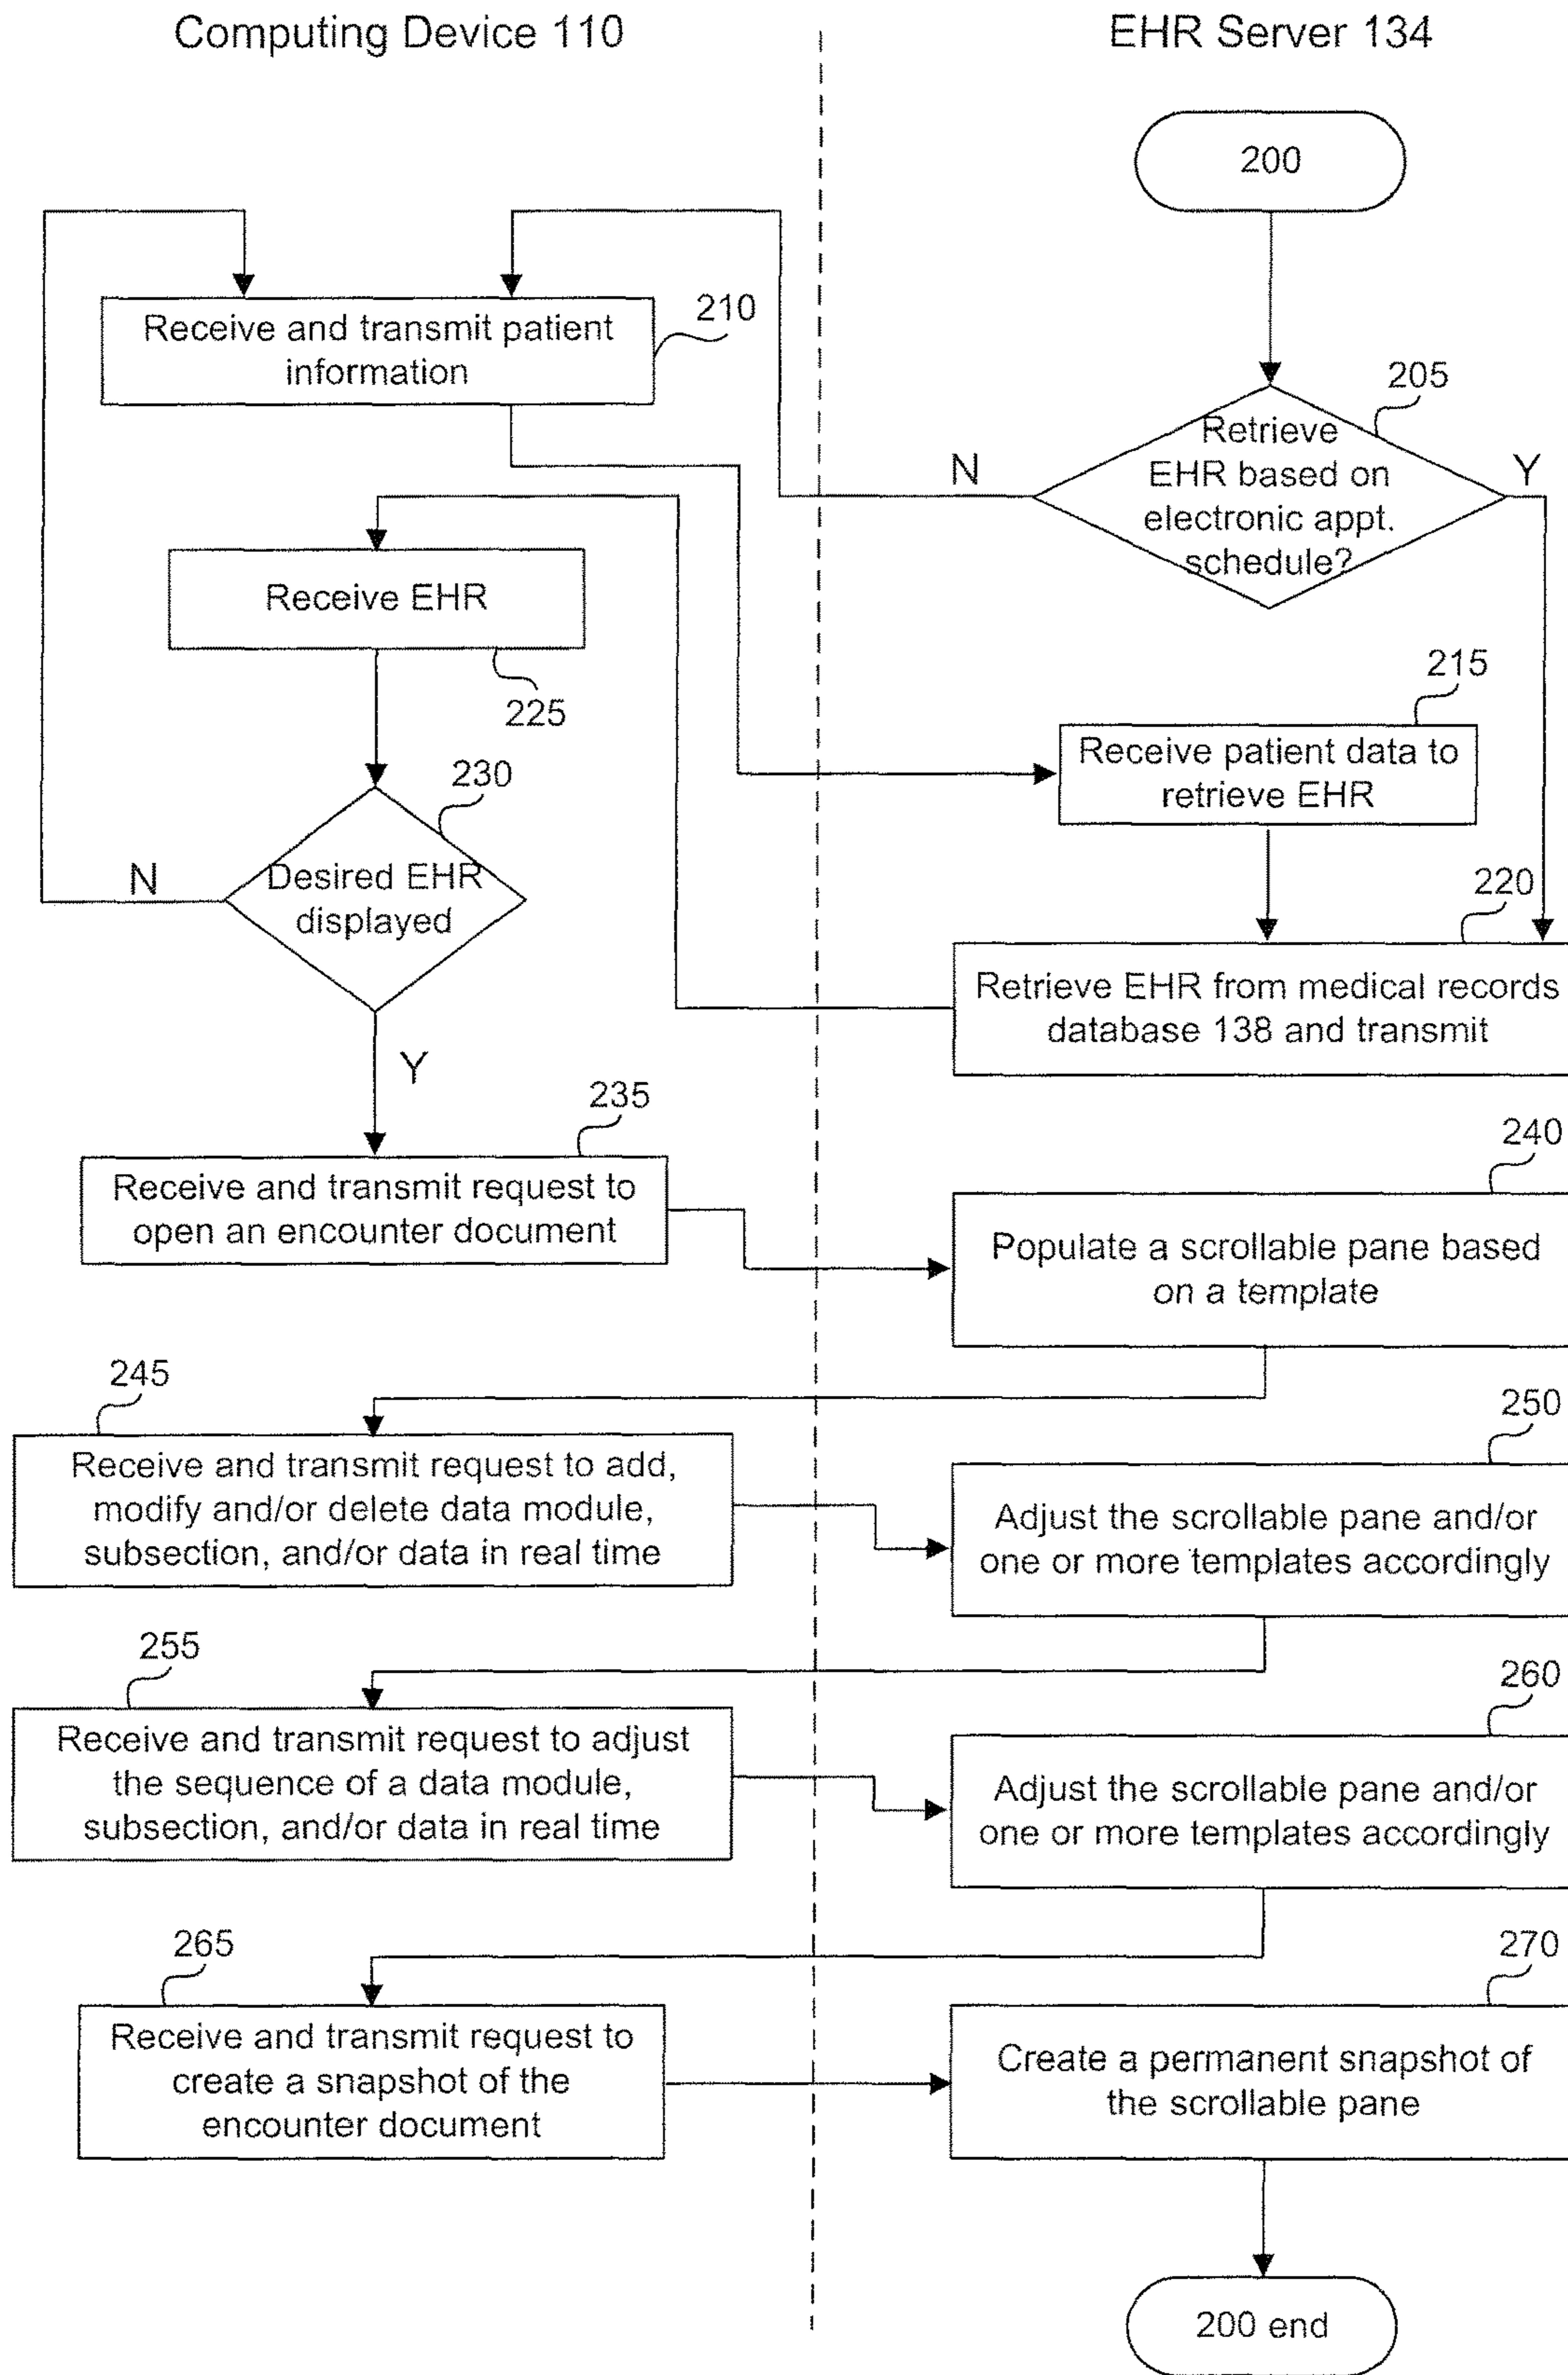 Computing Device 110
EHR Server 134
200
205
Retrieve
EHR based on
electronic appt.
schedule?
N
Y
210
Receive and transmit patient
information
Receive EHR
225
215
Receive patient data to
retrieve EHR
230
Desired EHR
displayed
N
Y
220
Retrieve EHR from medical records
database 138 and transmit
235
Receive and transmit request to
open an encounter document
240
Populate a scrollable pane based
on a template
245
Receive and transmit request to add,
modify and/or delete data module,
subsection, and/or data in real time
250
Adjust the scrollable pane and/or
one or more templates accordingly
255
Receive and transmit request to adjust
the sequence of a data module,
subsection, and/or data in real time
260
Adjust the scrollable pane and/or
one or more templates accordingly
265
Receive and transmit request to
create a snapshot of the
encounter document
270
Create a permanent snapshot of
the scrollable pane
200 end